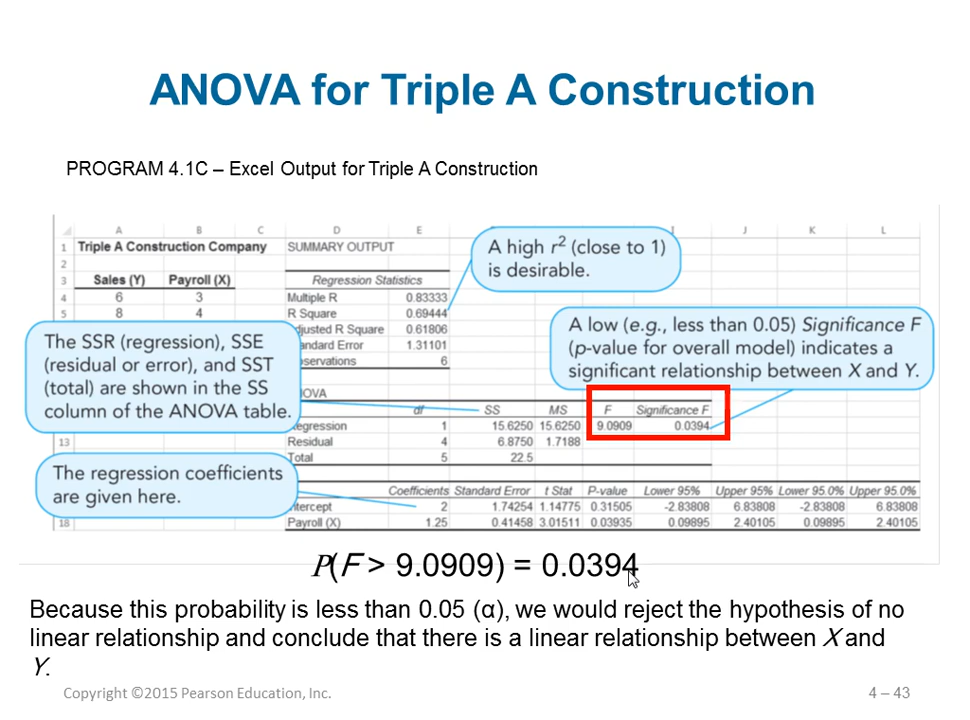 ANOVA for Triple A Construction
PROGRAM 4.1C – Excel Output for Triple A Construction
A B C D E J K L
1 Triple A Construction Company SUMMARY OUTPUT
2
3 Sales (Y) Payroll (X) Regression Statistics
4 6 3 Multiple R 0.83333
5 8 4 R Square 0.69444
Adjusted R Square 0.61806
Standard Error 1.31101
Observations 6
A high r² (close to 1)
is desirable.
A low (e.g., less than 0.05) Significance F
(p-value for overall model) indicates a
significant relationship between X and Y.
The SSR (regression), SSE
(residual or error), and SST
(total) are shown in the SS
column of the ANOVA table.
ANOVA
df SS MS F Significance F
Regression 1 15.6250 15.6250 9.0909 0.0394
13 Residual 4 6.8750 1.7188
Total 5 22.5
The regression coefficients
are given here.
Coefficients Standard Error t Stat P-value Lower 95% Upper 95% Lower 95.0% Upper 95.0%
Intercept 2 1.74254 1.14775 0.31505 -2.83808 6.83808 -2.83808 6.83808
18 Payroll (X) 1.25 0.41458 3.01511 0.03935 0.09895 2.40105 0.09895 2.40105
P(F > 9.0909) = 0.0394
Because this probability is less than 0.05 (α), we would reject the hypothesis of no
linear relationship and conclude that there is a linear relationship between X and
Y.
Copyright ©2015 Pearson Education, Inc.
4 – 43